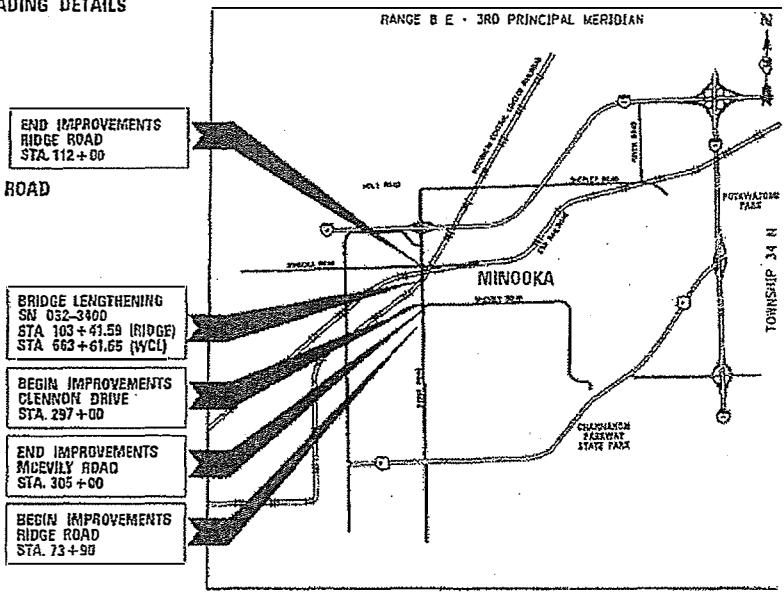 ADING DETAILS
RANGE 8 E - 3RD PRINCIPAL MERIDIAN
N
END IMPROVEMENTS
RIDGE ROAD
STA. 112+00
ROAD
HOLT ROAD
POTAWATOMI
PARK
TOWNSHIP 34 N
MINOOKA
BRIDGE LENGTHENING
SN 032-3400
STA 103+41.59 (RIDGE)
STA 663+61.65 (WCL)
BEGIN IMPROVEMENTS
CLENNON DRIVE
STA. 297+00
END IMPROVEMENTS
MCEVILY ROAD
STA. 305+00
BEGIN IMPROVEMENTS
RIDGE ROAD
STA. 73+90
CHANNAHON
PARKWAY
STATE PARK